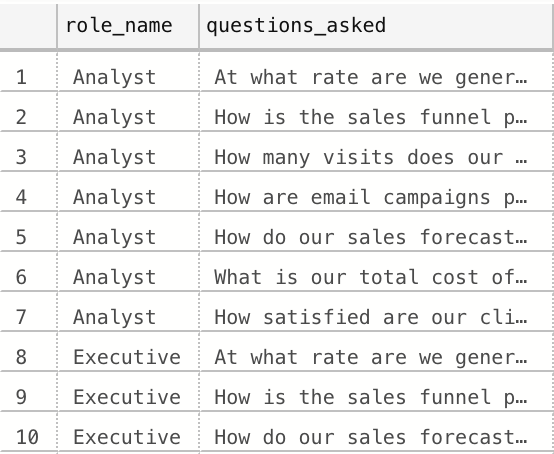 role_name questions_asked
1 Analyst At what rate are we gener…
2 Analyst How is the sales funnel p…
3 Analyst How many visits does our …
4 Analyst How are email campaigns p…
5 Analyst How do our sales forecast…
6 Analyst What is our total cost of…
7 Analyst How satisfied are our cli…
8 Executive At what rate are we gener…
9 Executive How is the sales funnel p…
10 Executive How do our sales forecast…